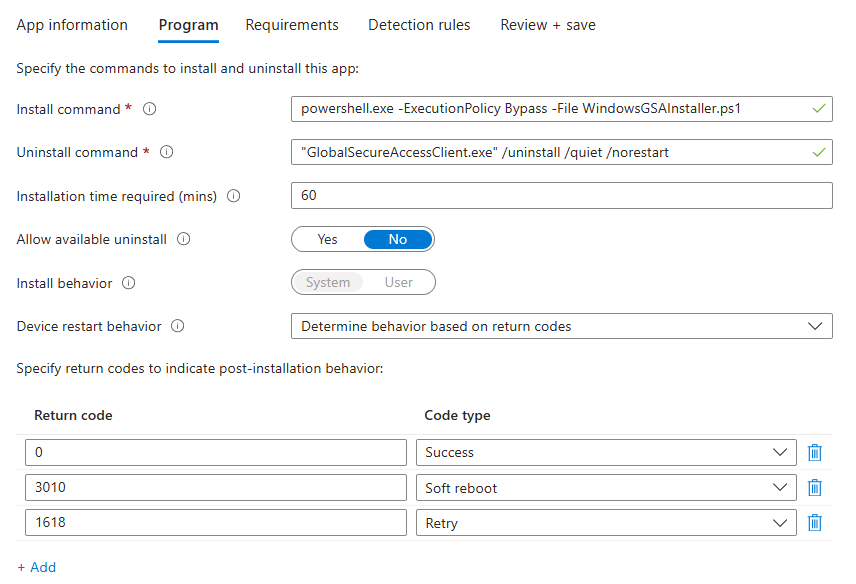 App information Program Requirements Detection rules Review + save
Specify the commands to install and uninstall this app:
Install command * powershell.exe -ExecutionPolicy Bypass -File WindowsGSAInstaller.ps1
Uninstall command * "GlobalSecureAccessClient.exe" /uninstall /quiet /norestart
Installation time required (mins) 60
Allow available uninstall Yes No
Install behavior System User
Device restart behavior Determine behavior based on return codes
Specify return codes to indicate post-installation behavior:
Return code Code type
0 Success
3010 Soft reboot
1618 Retry
+ Add